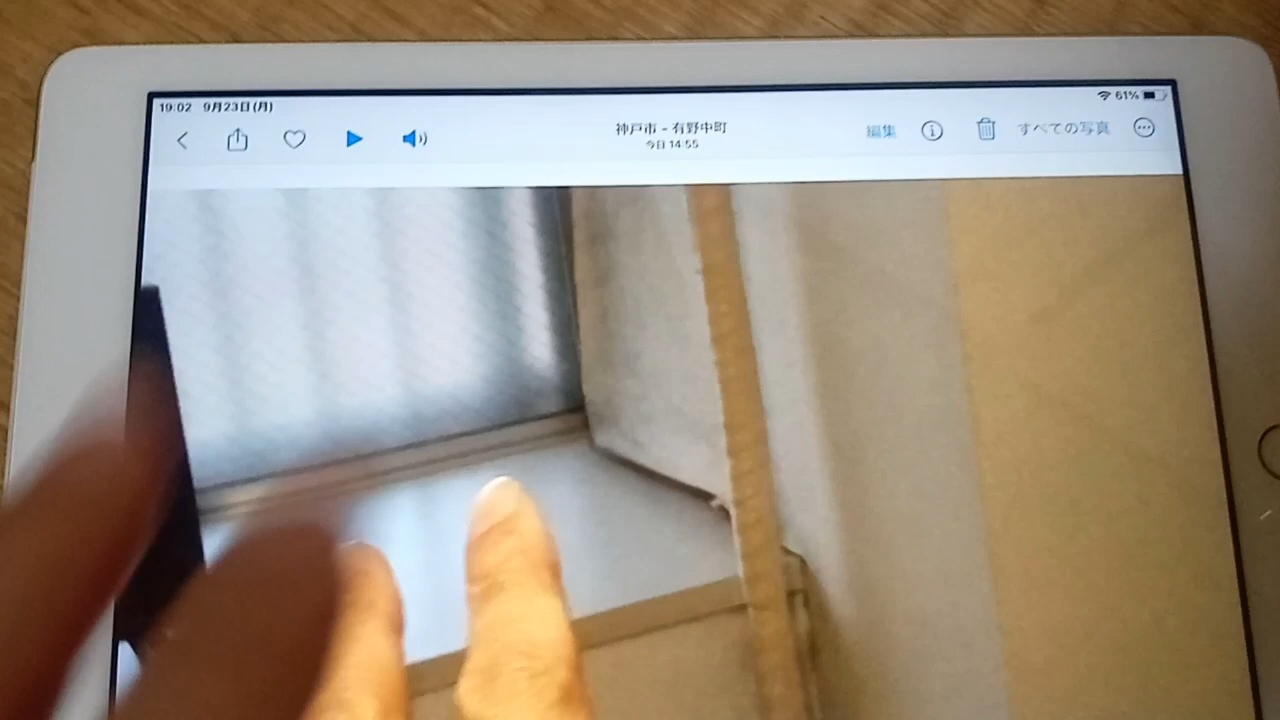 19:02 9月23日(月)
61%
神戸市 - 有野中町
今日 14:55
編集
すべての写真